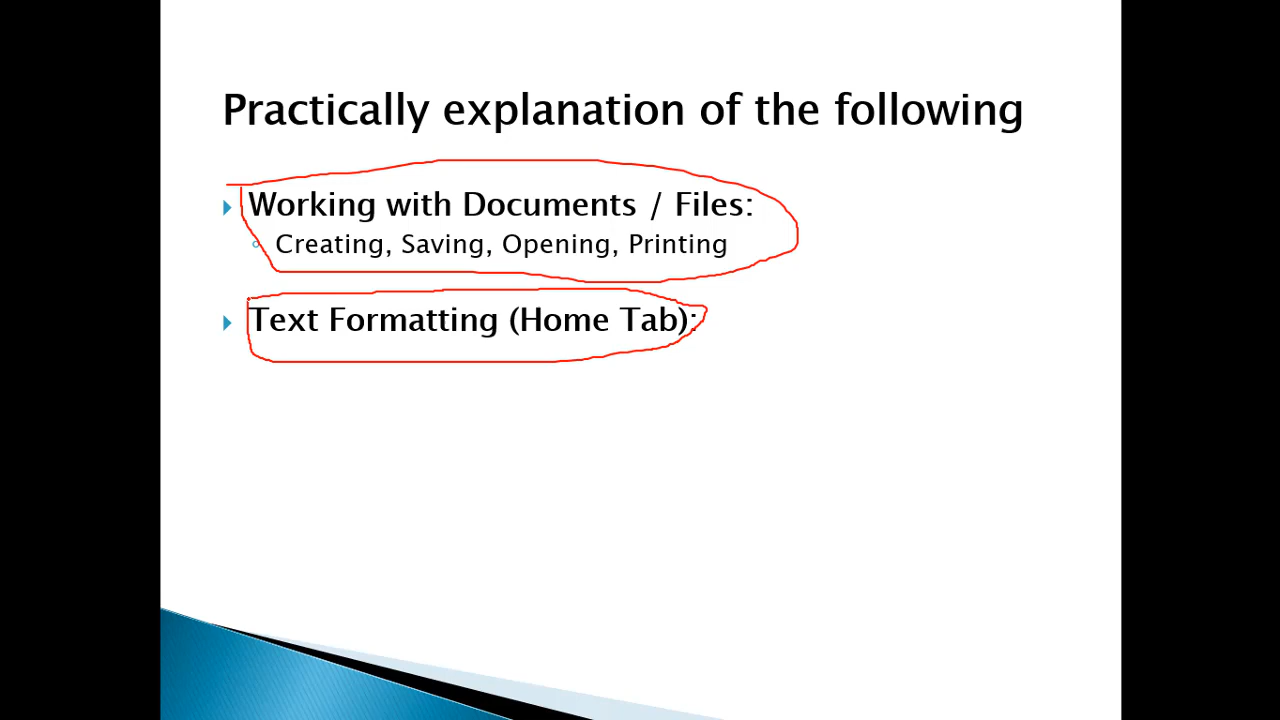 Practically explanation of the following
Working with Documents / Files:
Creating, Saving, Opening, Printing
Text Formatting (Home Tab):